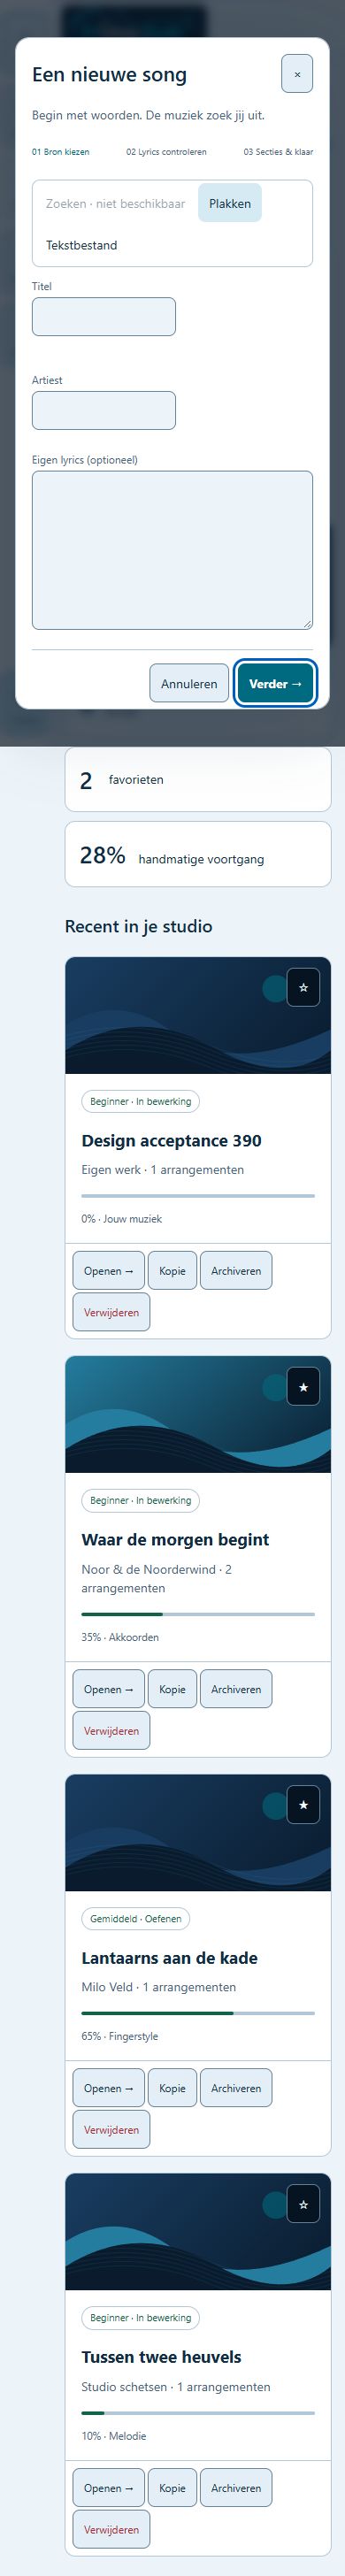 Een nieuwe song
×
Begin met woorden. De muziek zoek jij uit.
01 Bron kiezen 02 Lyrics controleren 03 Secties & klaar
Zoeken · niet beschikbaar Plakken
Tekstbestand
Titel
Artiest
Eigen lyrics (optioneel)
Annuleren Verder →
2 favorieten
28% handmatige voortgang
Recent in je studio
☆
Beginner · In bewerking
Design acceptance 390
Eigen werk · 1 arrangementen
0% · Jouw muziek
Openen → Kopie Archiveren
Verwijderen
★
Beginner · In bewerking
Waar de morgen begint
Noor & de Noorderwind · 2
arrangementen
35% · Akkoorden
Openen → Kopie Archiveren
Verwijderen
★
Gemiddeld · Oefenen
Lantaarns aan de kade
Milo Veld · 1 arrangementen
65% · Fingerstyle
Openen → Kopie Archiveren
Verwijderen
☆
Beginner · In bewerking
Tussen twee heuvels
Studio schetsen · 1 arrangementen
10% · Melodie
Openen → Kopie Archiveren
Verwijderen